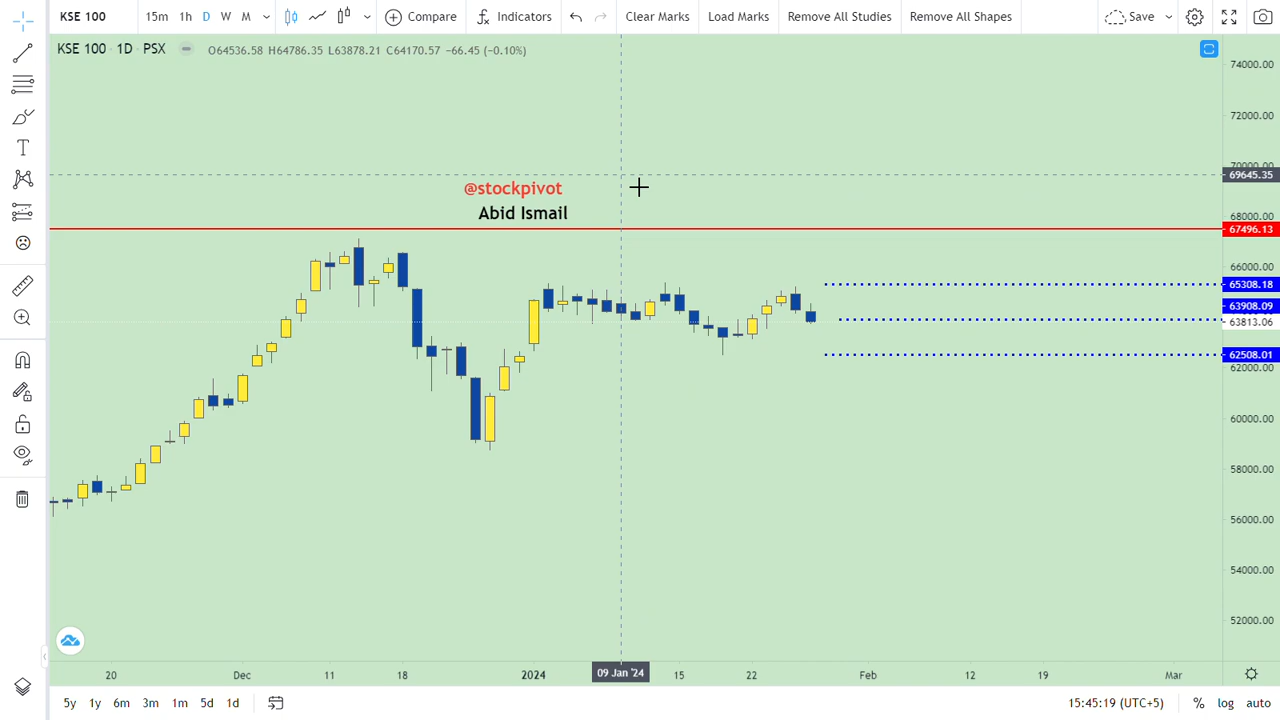 KSE 100 15m 1h D W M Compare Indicators Clear Marks Load Marks Remove All Studies Remove All Shapes Save
KSE 100 · 1D · PSX O64536.58 H64786.35 L63878.21 C64170.57 −66.45 (−0.10%)
74000.00
72000.00
70000.00
69645.35
@stockpivot
Abid Ismail
68000.00
67496.13
66000.00
65308.18
63908.09
63813.06
62508.01
62000.00
60000.00
58000.00
56000.00
54000.00
52000.00
20 Dec 11 18 2024 09 Jan '24 15 22 Feb 12 19 Mar
5y 1y 6m 3m 1m 5d 1d 15:45:19 (UTC+5) % log auto